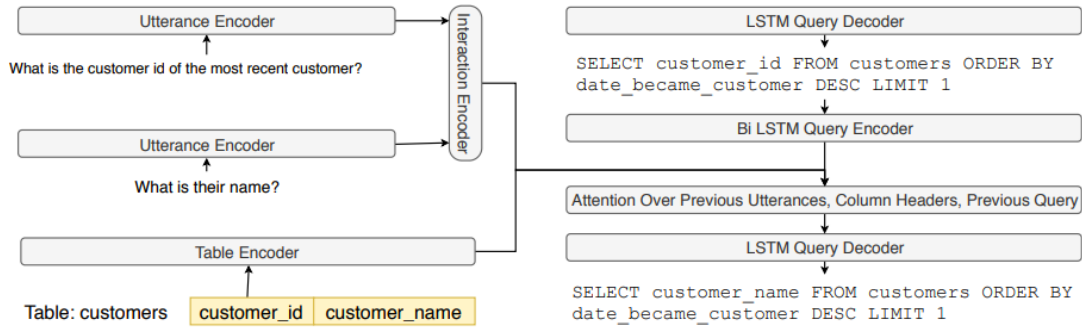 Utterance Encoder
What is the customer id of the most recent customer?
Utterance Encoder
What is their name?
Interaction Encoder
Table Encoder
Table: customers customer_id customer_name
LSTM Query Decoder
SELECT customer_id FROM customers ORDER BY
date_became_customer DESC LIMIT 1
Bi LSTM Query Encoder
Attention Over Previous Utterances, Column Headers, Previous Query
LSTM Query Decoder
SELECT customer_name FROM customers ORDER BY
date_became_customer DESC LIMIT 1